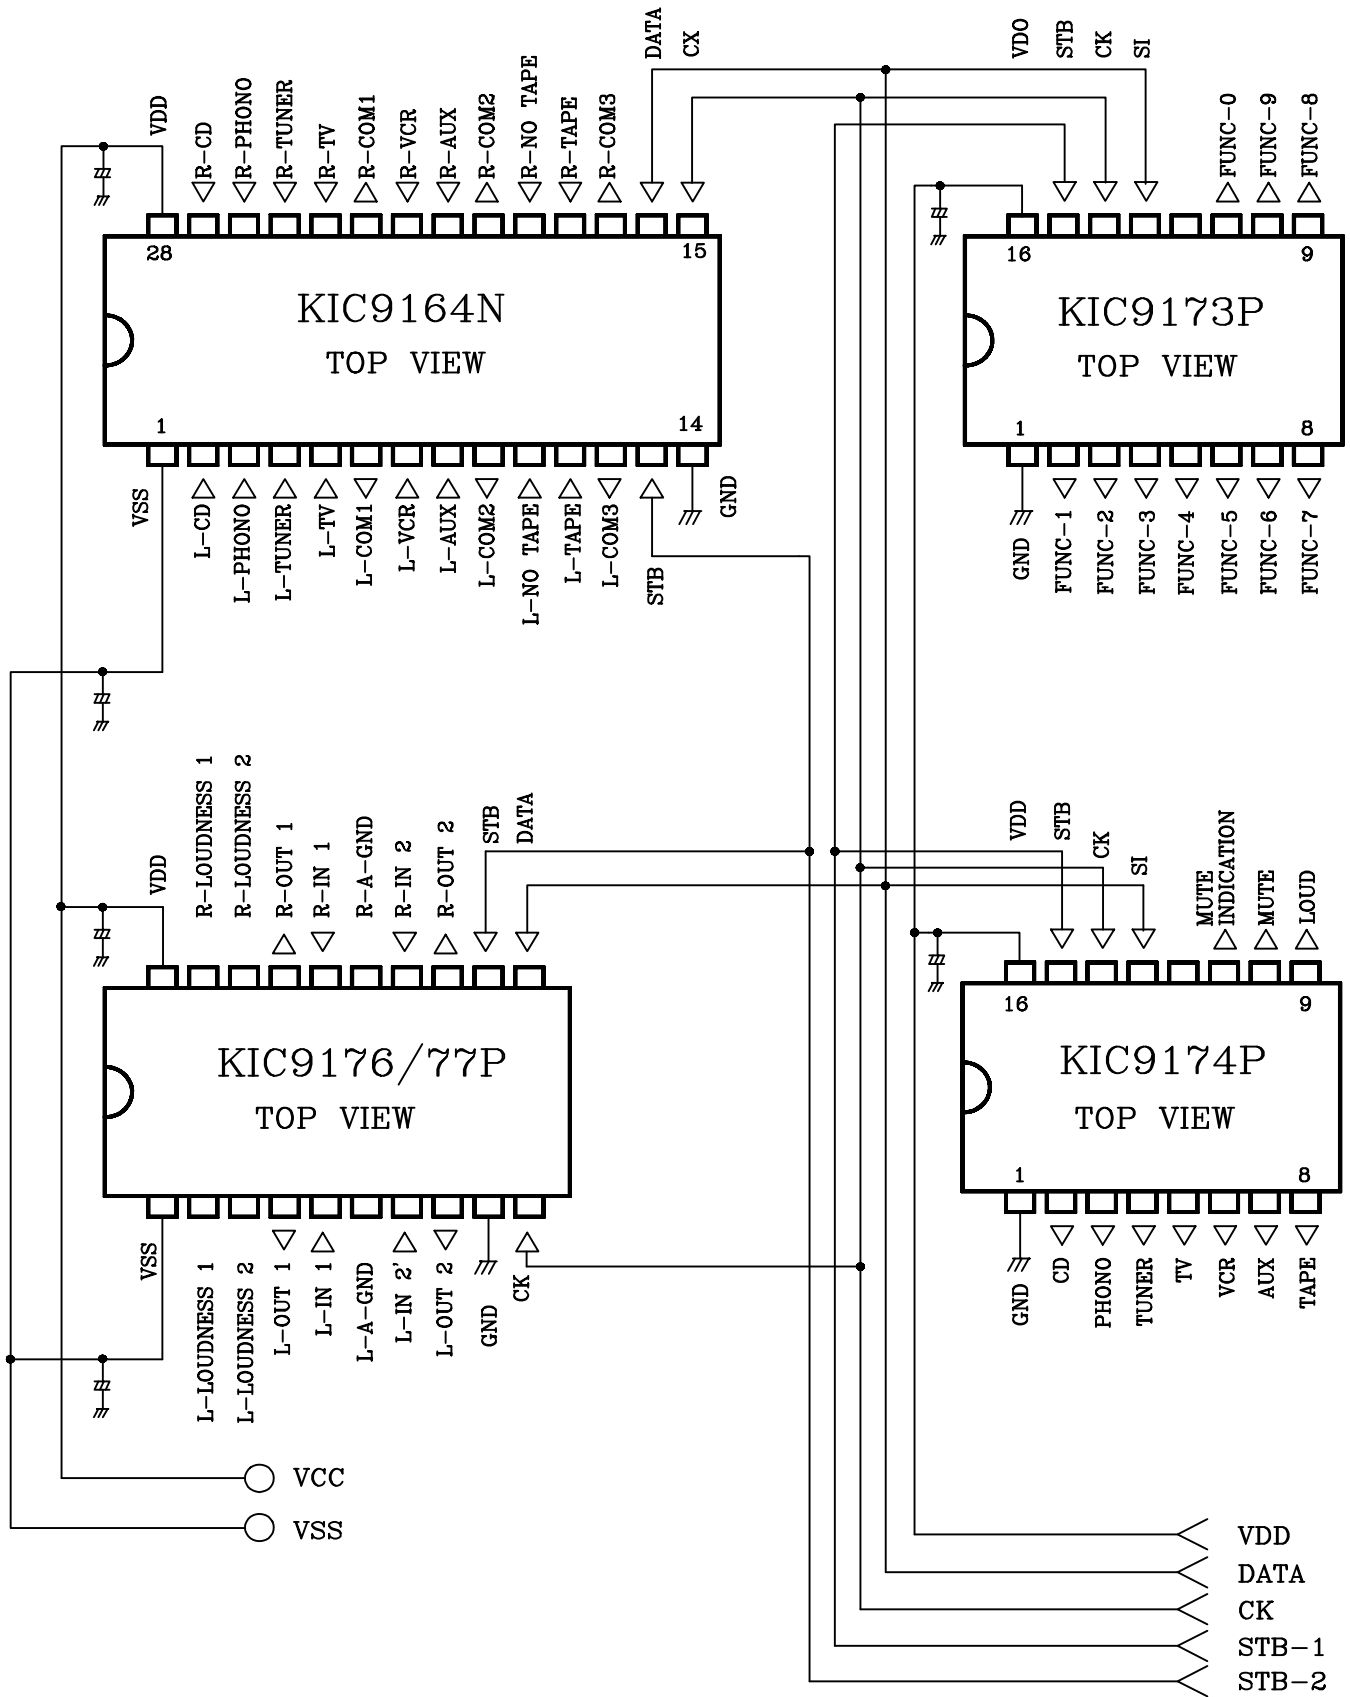 DATA
CX
VDD
R-CD
R-PHONO
R-TUNER
R-TV
R-COM1
R-VCR
R-AUX
R-COM2
R-NO TAPE
R-TAPE
R-COM3
28
15
KIC9164N
TOP VIEW
1
14
VSS
L-CD
L-PHONO
L-TUNER
L-TV
L-COM1
L-VCR
L-AUX
L-COM2
L-NO TAPE
L-TAPE
L-COM3
STB
GND
VDO
STB
CK
SI
FUNC-0
FUNC-9
FUNC-8
16
9
KIC9173P
TOP VIEW
1
8
GND
FUNC-1
FUNC-2
FUNC-3
FUNC-4
FUNC-5
FUNC-6
FUNC-7
VDD
R-LOUDNESS 1
R-LOUDNESS 2
R-OUT 1
R-IN 1
R-A-GND
R-IN 2
R-OUT 2
STB
DATA
KIC9176/77P
TOP VIEW
VSS
L-LOUDNESS 1
L-LOUDNESS 2
L-OUT 1
L-IN 1
L-A-GND
L-IN 2'
L-OUT 2
GND
CK
VDD
STB
CK
SI
MUTE
INDICATION
MUTE
LOUD
16
9
KIC9174P
TOP VIEW
1
8
GND
CD
PHONO
TUNER
TV
VCR
AUX
TAPE
VCC
VSS
VDD
DATA
CK
STB-1
STB-2